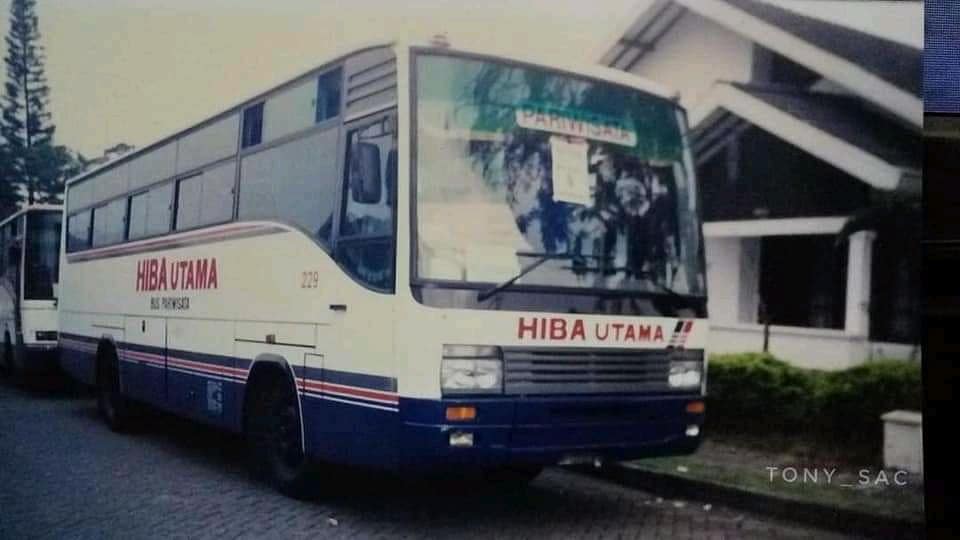 PARIWISATA
HIBA UTAMA
BUS PARIWISATA
229
HIBA UTAMA
TONY_SAC